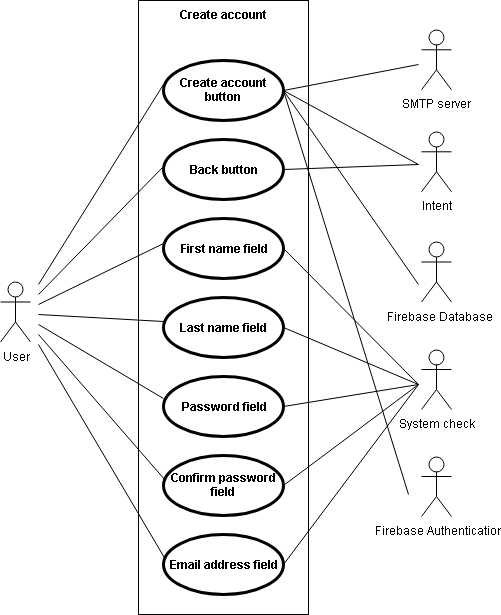 Create account
Create account
button
SMTP server
Back button
Intent
First name field
Firebase Database
User
Last name field
Password field
System check
Confirm password
field
Firebase Authentication
Email address field